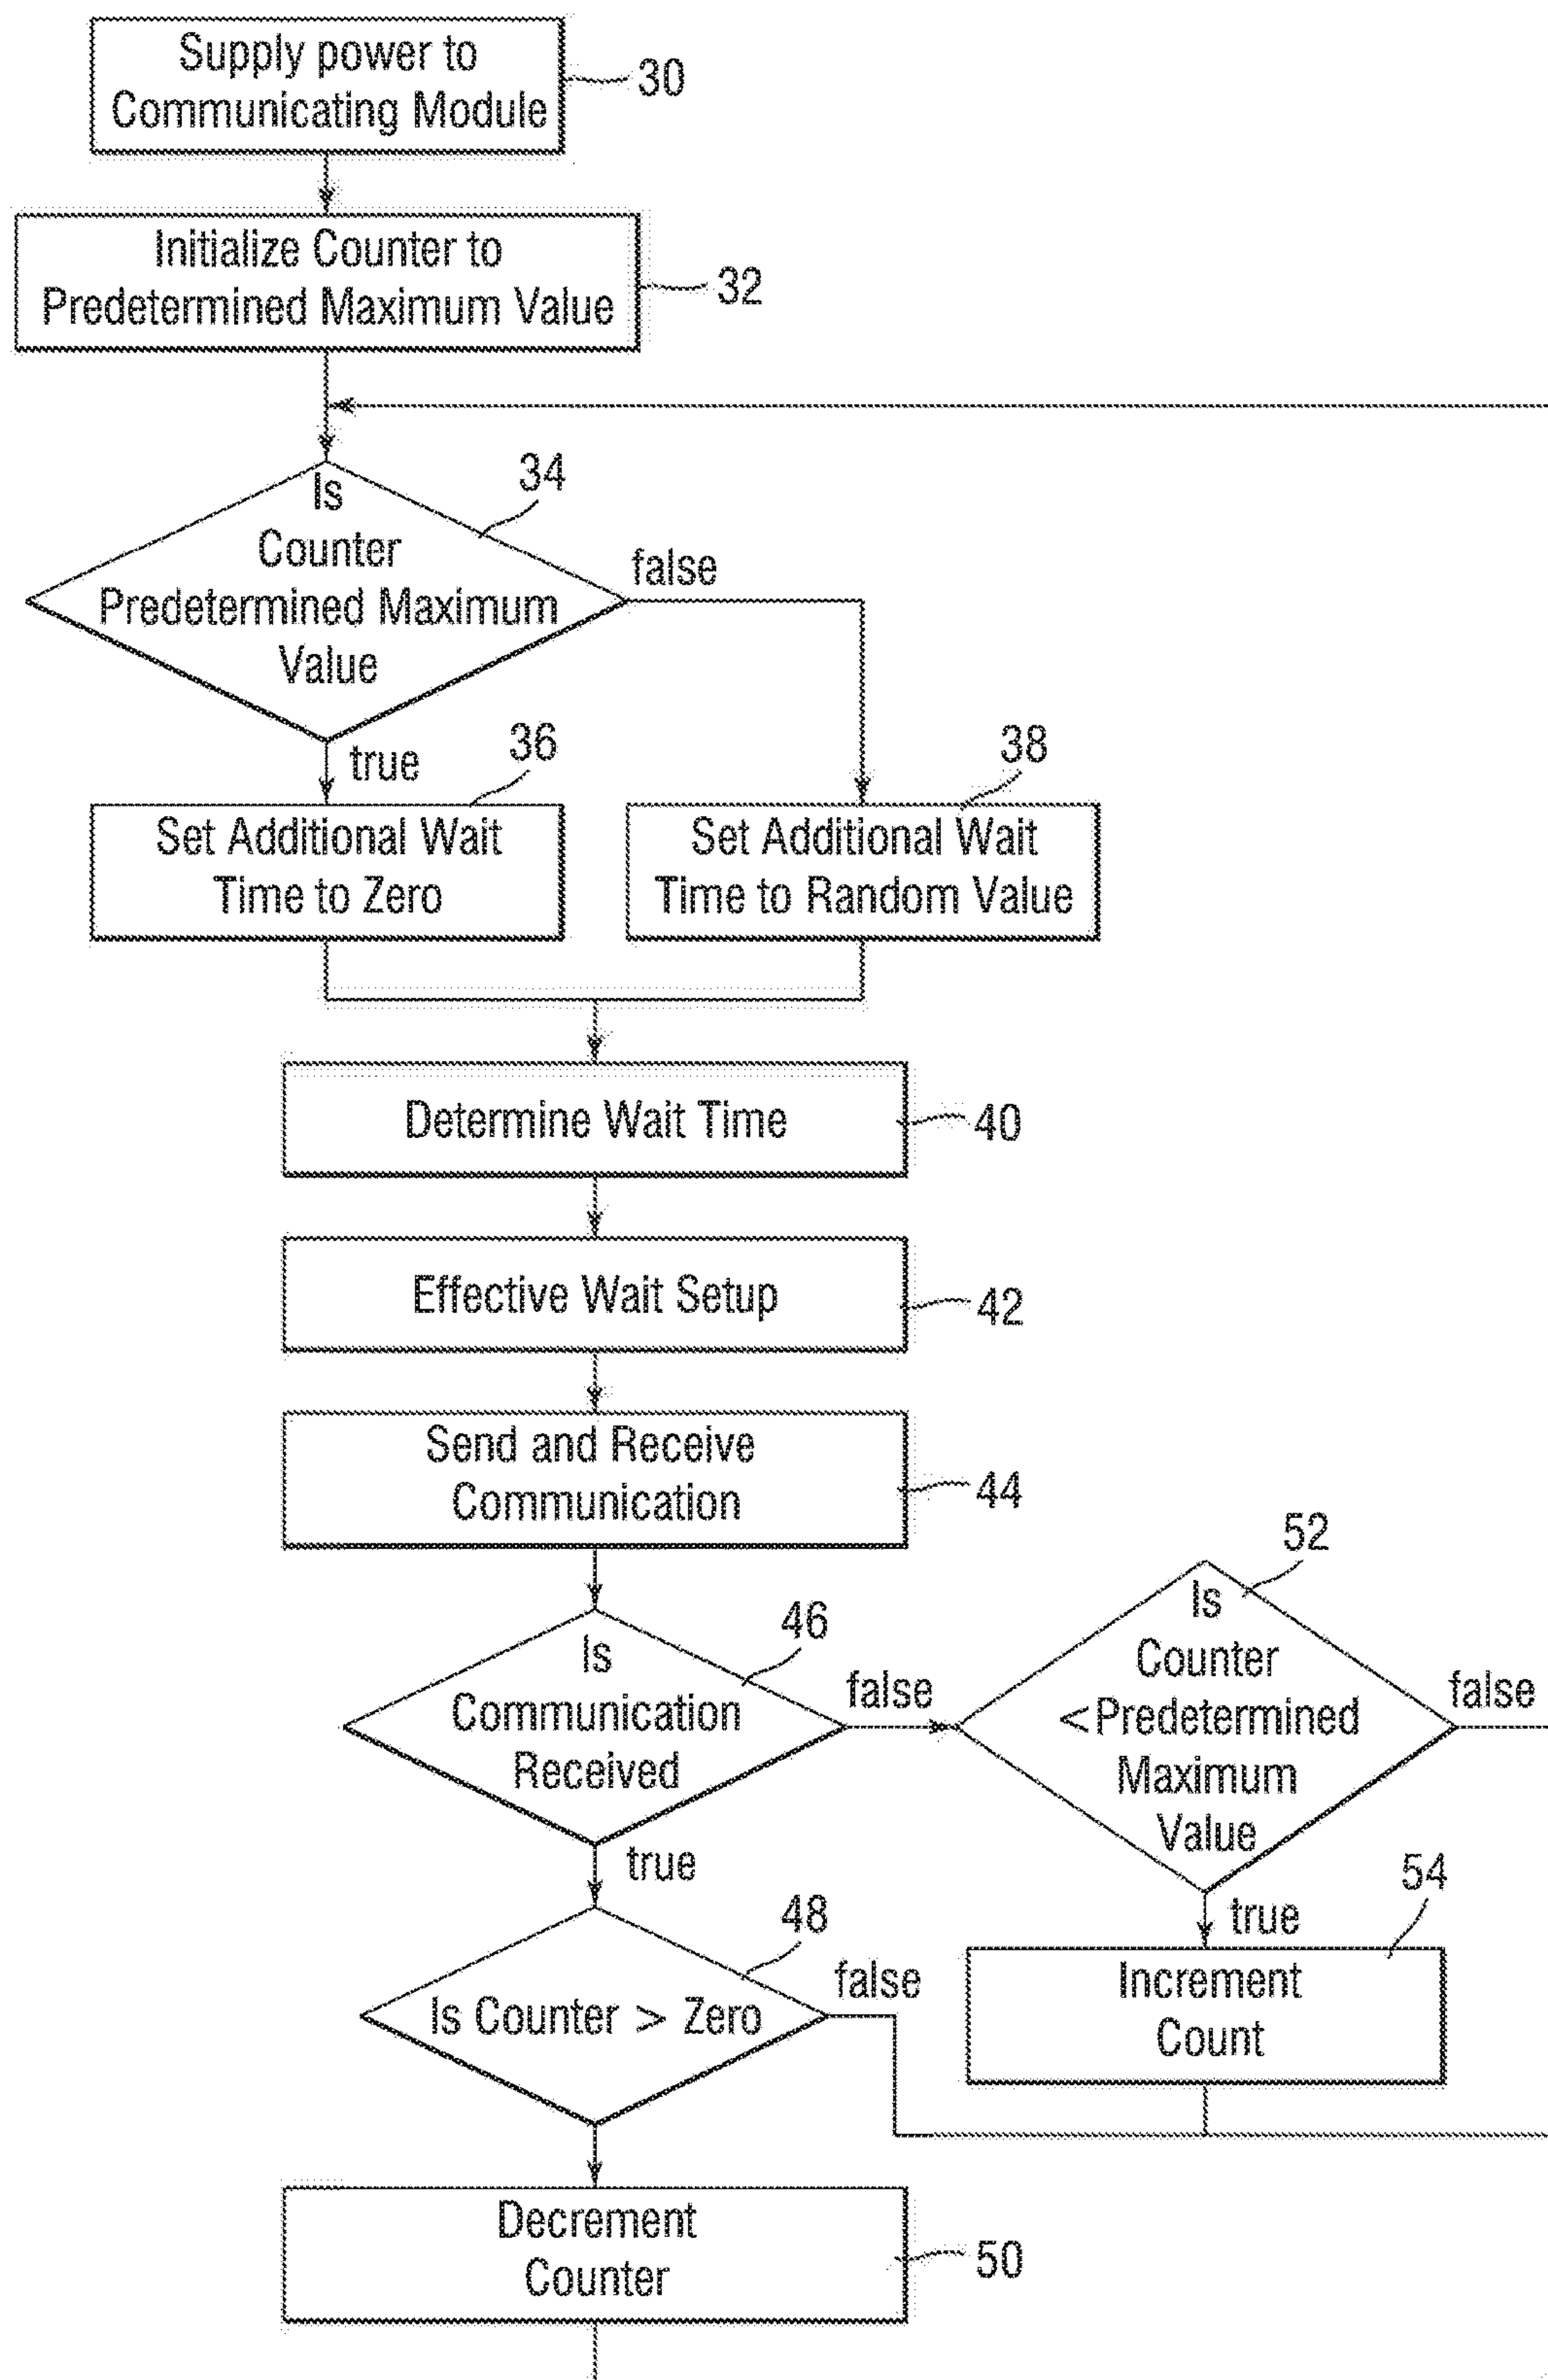 Supply power to
Communicating Module
30
Initialize Counter to
Predetermined Maximum Value
32
34
Is
Counter
Predetermined Maximum
Value
false
true
36
38
Set Additional Wait
Time to Zero
Set Additional Wait
Time to Random Value
Determine Wait Time
40
Effective Wait Setup
42
Send and Receive
Communication
44
46
Is
Communication
Received
false
52
Is
Counter
<Predetermined
Maximum
Value
false
true
true
48
Is Counter > Zero
false
54
Increment
Count
Decrement
Counter
50